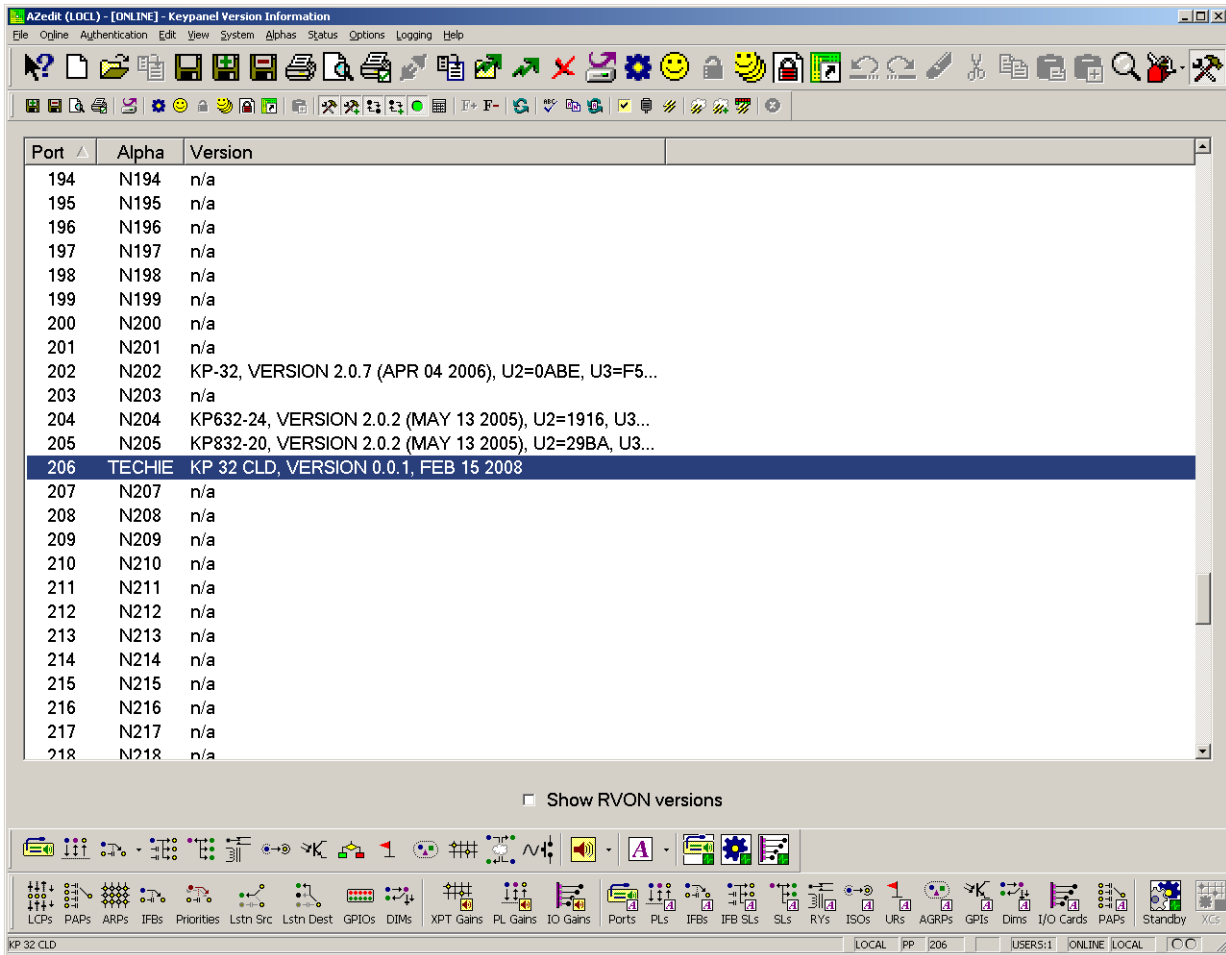 AZedit (LOCL) - [ONLINE] - Keypanel Version Information
File Online Authentication Edit View System Alphas Status Options Logging Help
F+ F-
Port Alpha Version
194 N194 n/a
195 N195 n/a
196 N196 n/a
197 N197 n/a
198 N198 n/a
199 N199 n/a
200 N200 n/a
201 N201 n/a
202 N202 KP-32, VERSION 2.0.7 (APR 04 2006), U2=0ABE, U3=F5...
203 N203 n/a
204 N204 KP632-24, VERSION 2.0.2 (MAY 13 2005), U2=1916, U3...
205 N205 KP832-20, VERSION 2.0.2 (MAY 13 2005), U2=29BA, U3...
206 TECHIE KP 32 CLD, VERSION 0.0.1, FEB 15 2008
207 N207 n/a
208 N208 n/a
209 N209 n/a
210 N210 n/a
211 N211 n/a
212 N212 n/a
213 N213 n/a
214 N214 n/a
215 N215 n/a
216 N216 n/a
217 N217 n/a
218 N218 n/a
Show RVON versions
A
LCPs PAPs ARPs IFBs Priorities Lstn Src Lstn Dest GPIOs DIMs XPT Gains PL Gains IO Gains Ports PLs IFBs IFB SLs SLs RYs ISOs URs AGRPs GPIs Dims I/O Cards PAPs Standby XCs
KP 32 CLD LOCAL PP 206 USERS:1 ONLINE LOCAL